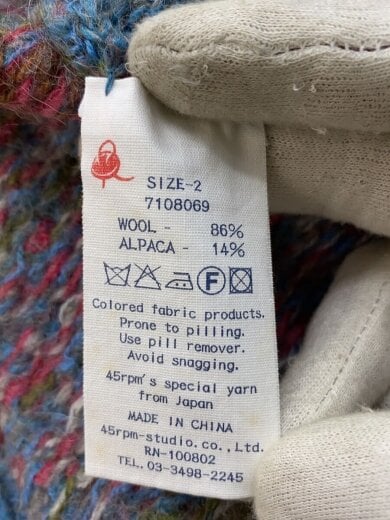 SIZE-2
7108069
WOOL - 86%
ALPACA - 14%
F
Colored fabric products.
Prone to pilling.
Use pill remover.
Avoid snagging.
45rpm's special yarn
from Japan
MADE IN CHINA
45rpm-studio.co.,Ltd.
RN-100802
TEL. 03-3498-2245